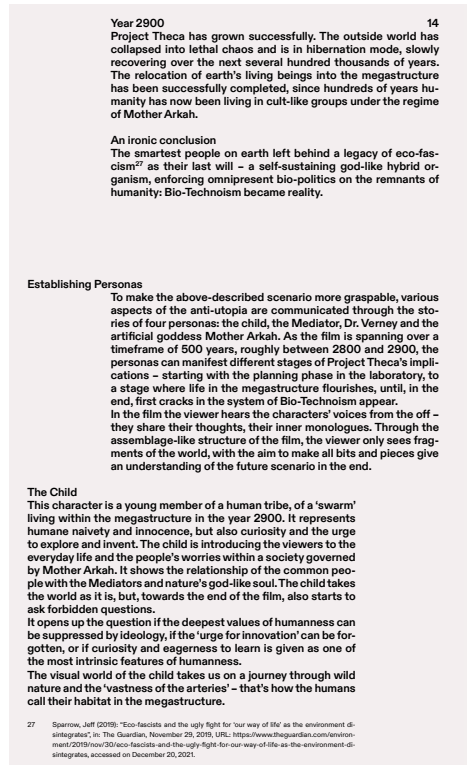 Year 2900 14
Project Theca has grown successfully. The outside world has
collapsed into lethal chaos and is in hibernation mode, slowly
recovering over the next several hundred thousands of years.
The relocation of earth's living beings into the megastructure
has been successfully completed, since hundreds of years hu-
manity has now been living in cult-like groups under the regime
of Mother Arkah.
An ironic conclusion
The smartest people on earth left behind a legacy of eco-fas-
cism27 as their last will – a self-sustaining god-like hybrid or-
ganism, enforcing omnipresent bio-politics on the remnants of
humanity: Bio-Technoism became reality.
Establishing Personas
To make the above-described scenario more graspable, various
aspects of the anti-utopia are communicated through the sto-
ries of four personas: the child, the Mediator, Dr. Verney and the
artificial goddess Mother Arkah. As the film is spanning over a
timeframe of 500 years, roughly between 2800 and 2900, the
personas can manifest different stages of Project Theca's impli-
cations – starting with the planning phase in the laboratory, to
a stage where life in the megastructure flourishes, until, in the
end, first cracks in the system of Bio-Technoism appear.
In the film the viewer hears the characters' voices from the off –
they share their thoughts, their inner monologues. Through the
assemblage-like structure of the film, the viewer only sees frag-
ments of the world, with the aim to make all bits and pieces give
an understanding of the future scenario in the end.
The Child
This character is a young member of a human tribe, of a 'swarm'
living within the megastructure in the year 2900. It represents
humane naivety and innocence, but also curiosity and the urge
to explore and invent. The child is introducing the viewers to the
everyday life and the people's worries within a society governed
by Mother Arkah. It shows the relationship of the common peo-
ple with the Mediators and nature's god-like soul. The child takes
the world as it is, but, towards the end of the film, also starts to
ask forbidden questions.
It opens up the question if the deepest values of humanness can
be suppressed by ideology, if the 'urge for innovation' can be for-
gotten, or if curiosity and eagerness to learn is given as one of
the most intrinsic features of humanness.
The visual world of the child takes us on a journey through wild
nature and the 'vastness of the arteries' – that's how the humans
call their habitat in the megastructure.
27 Sparrow, Jeff (2019): "Eco-fascists and the ugly fight for 'our way of life' as the environment di-
sintegrates", in: The Guardian, November 29, 2019, URL: https://www.theguardian.com/environ-
ment/2019/nov/30/eco-fascists-and-the-ugly-fight-for-our-way-of-life-as-the-environment-di-
sintegrates, accessed on December 20, 2021.